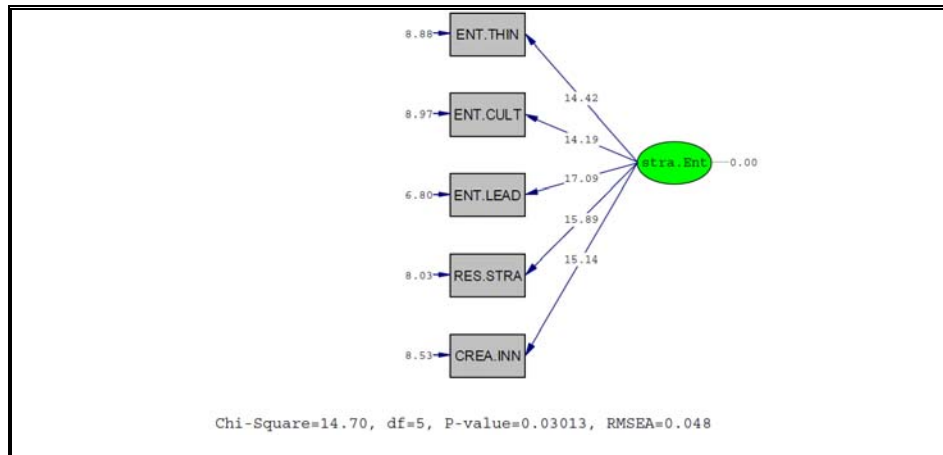 8.88 ENT.THIN
14.42
8.97 ENT.CULT
14.19
stra.Ent 0.00
17.09
6.80 ENT.LEAD
15.89
15.14
8.03 RES.STRA
8.53 CREA.INN
Chi-Square=14.70, df=5, P-value=0.03013, RMSEA=0.048